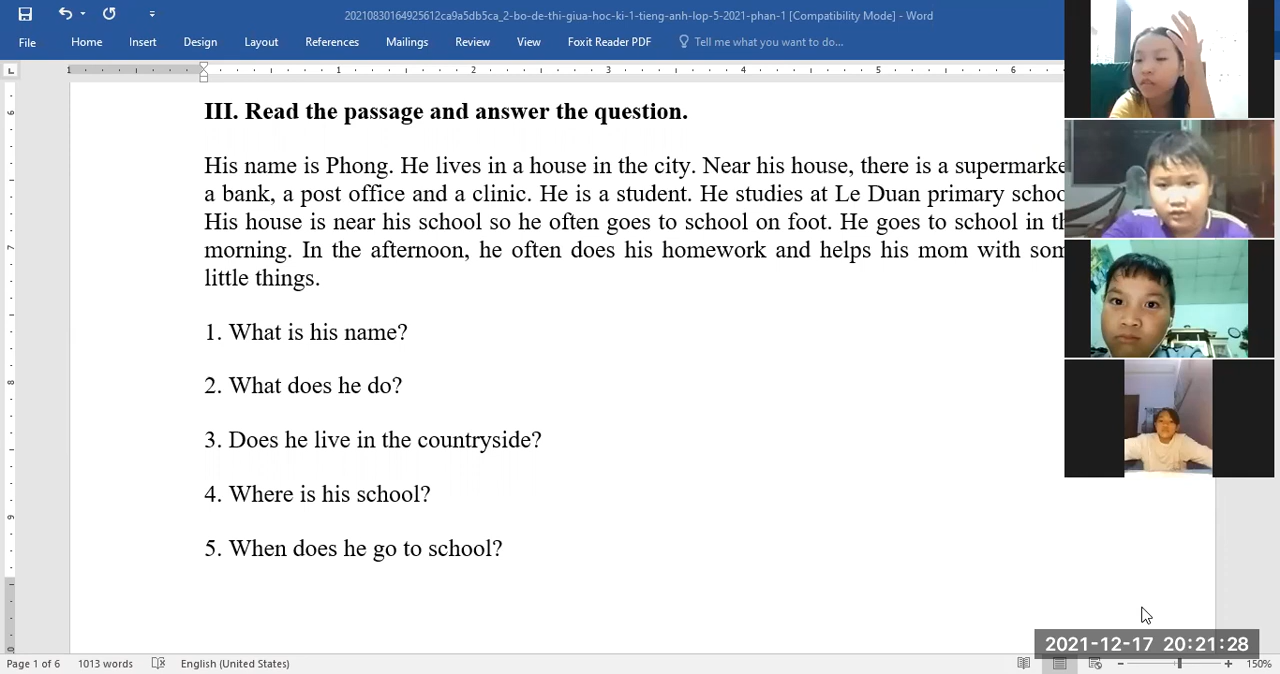 20210830164925612ca9a5db5ca_2-bo-de-thi-giua-hoc-ki-1-tieng-anh-lop-5-2021-phan-1 [Compatibility Mode] - Word
File Home Insert Design Layout References Mailings Review View Foxit Reader PDF Tell me what you want to do...
1 1 2 3 4 5 6
III. Read the passage and answer the question.
His name is Phong. He lives in a house in the city. Near his house, there is a supermarke
a bank, a post office and a clinic. He is a student. He studies at Le Duan primary schoo
His house is near his school so he often goes to school on foot. He goes to school in th
morning. In the afternoon, he often does his homework and helps his mom with som
little things.
1. What is his name?
2. What does he do?
3. Does he live in the countryside?
4. Where is his school?
5. When does he go to school?
2021-12-17 20:21:28
Page 1 of 6 1013 words English (United States) 150%